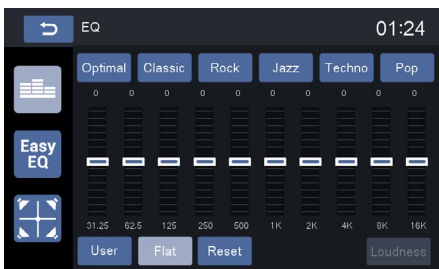 EQ 01:24
Optimal Classic Rock Jazz Techno Pop
0 0 0 0 0 0 0 0 0 0
Easy
EQ
31.25 62.5 125 250 500 1K 2K 4K 8K 16K
User Flat Reset Loudness